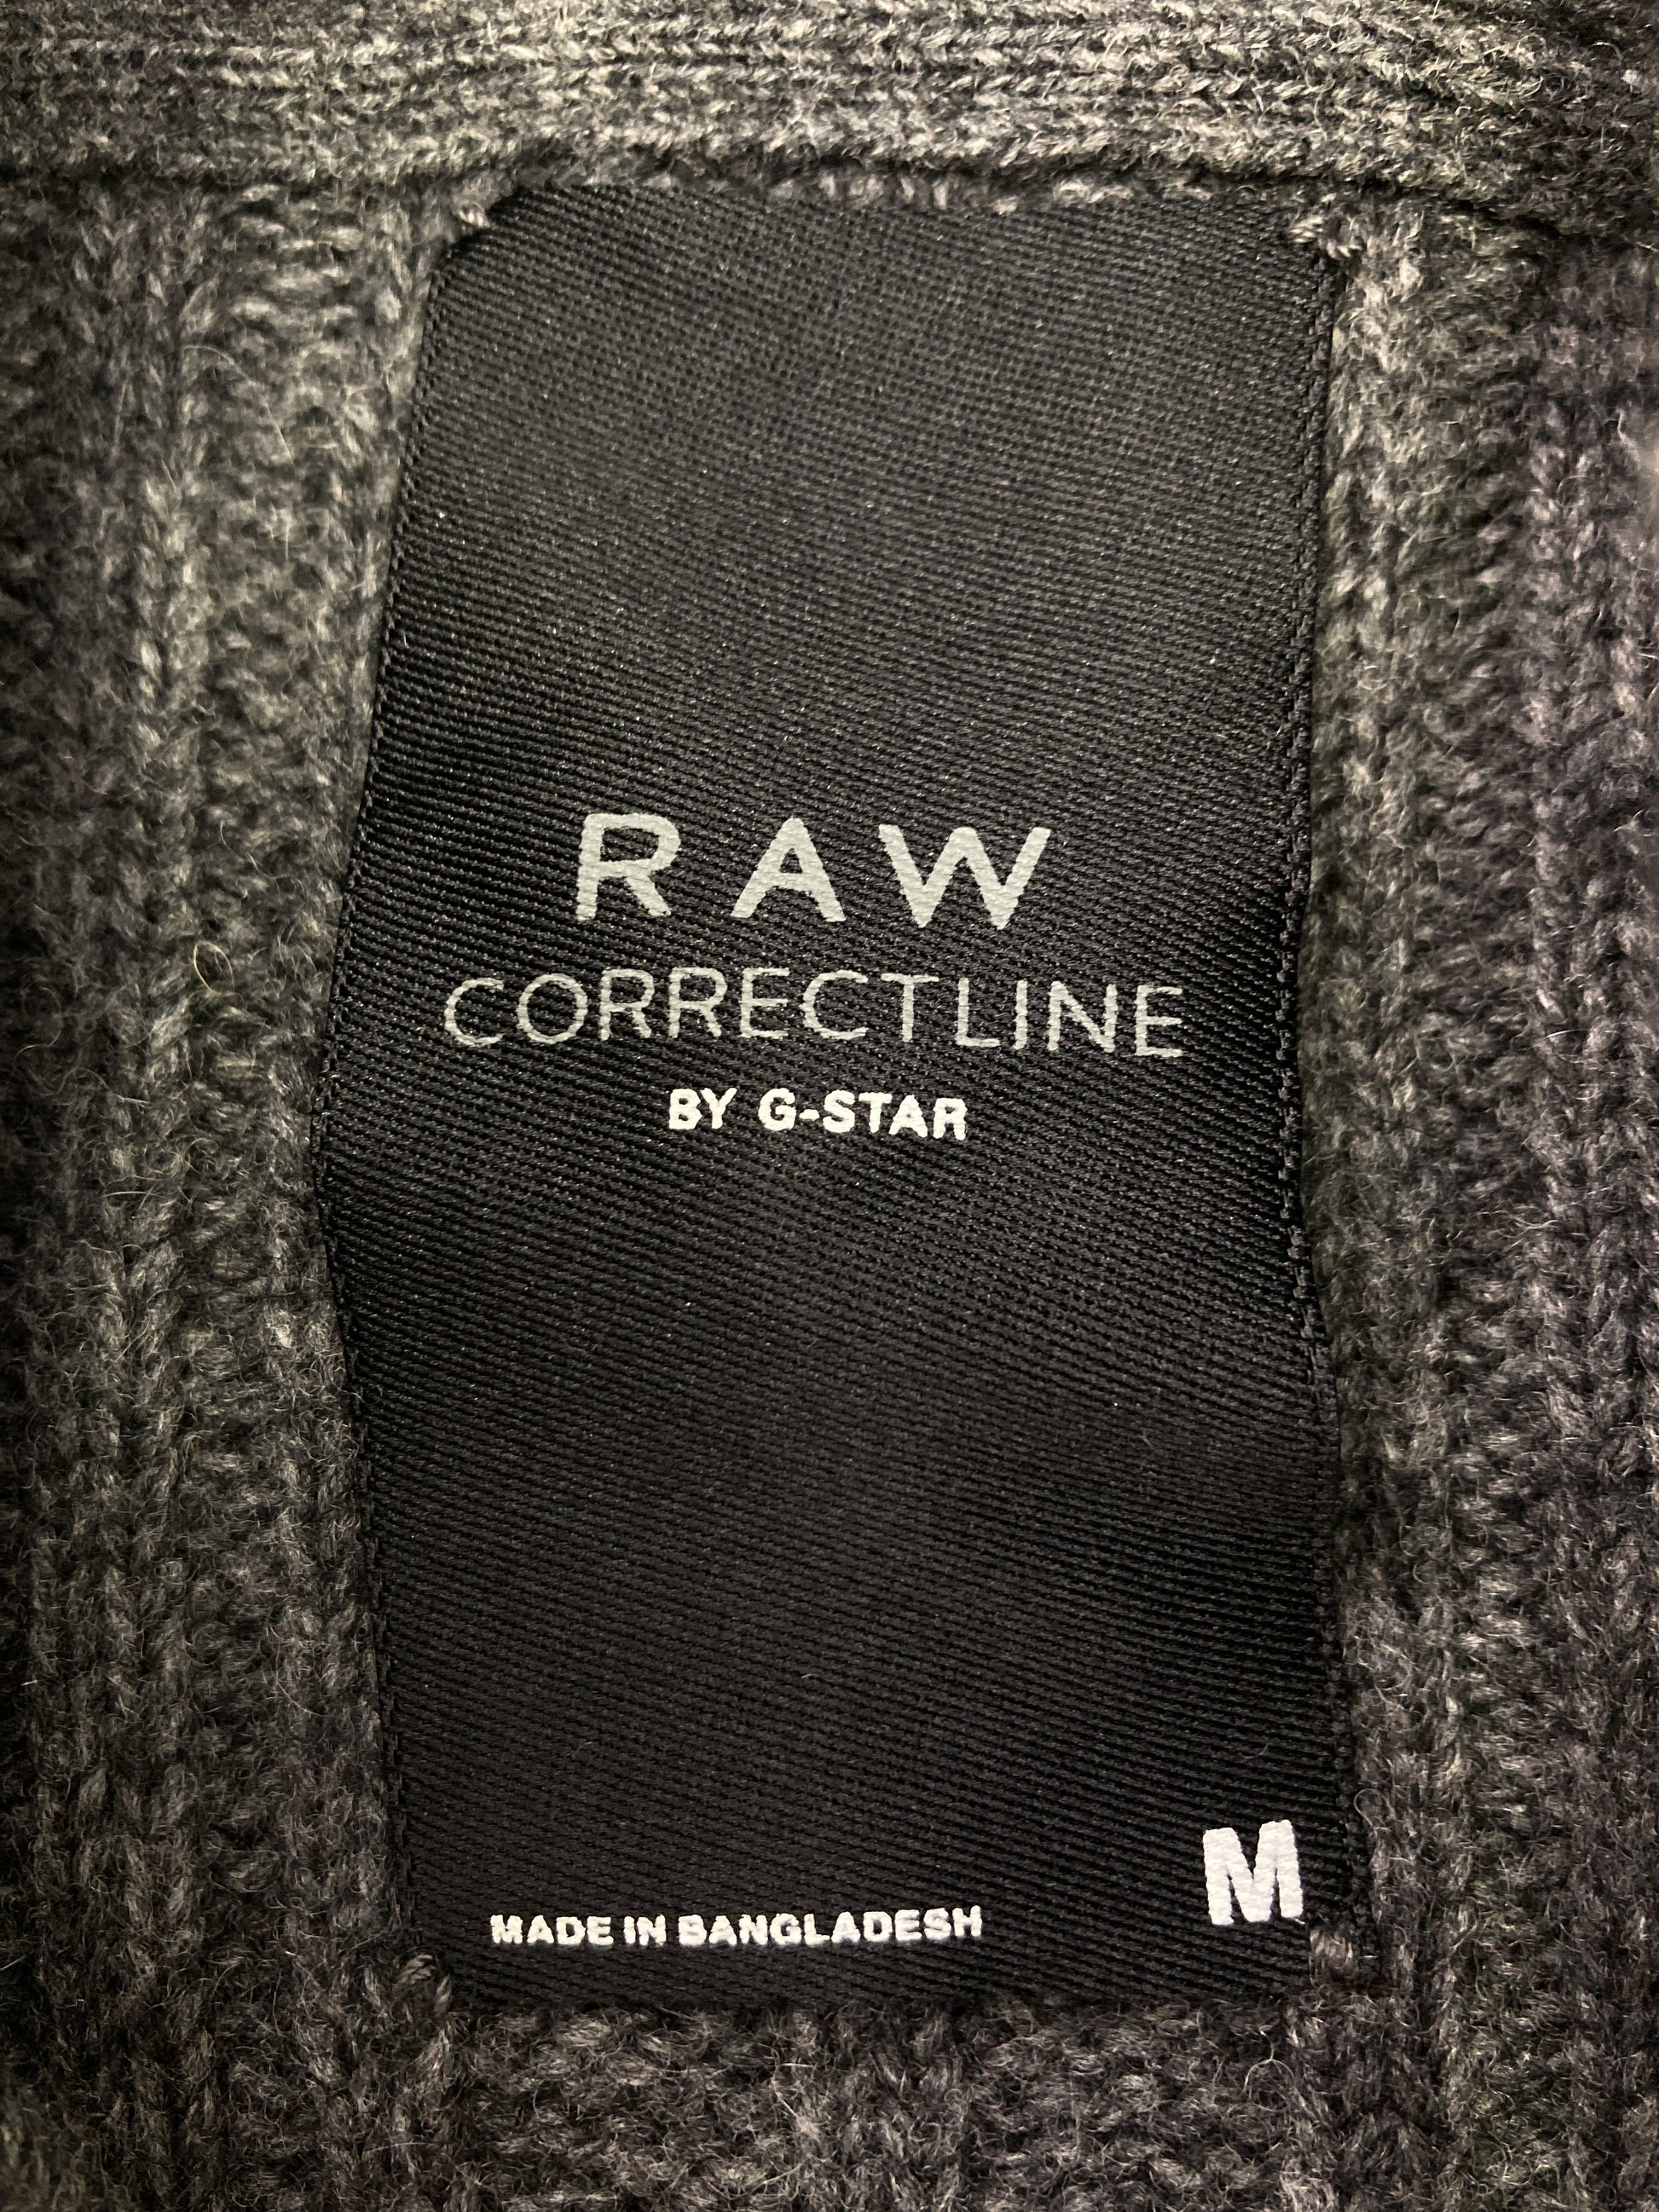 RAW
CORRECTLINE
BY G-STAR
M
MADE IN BANGLADESH